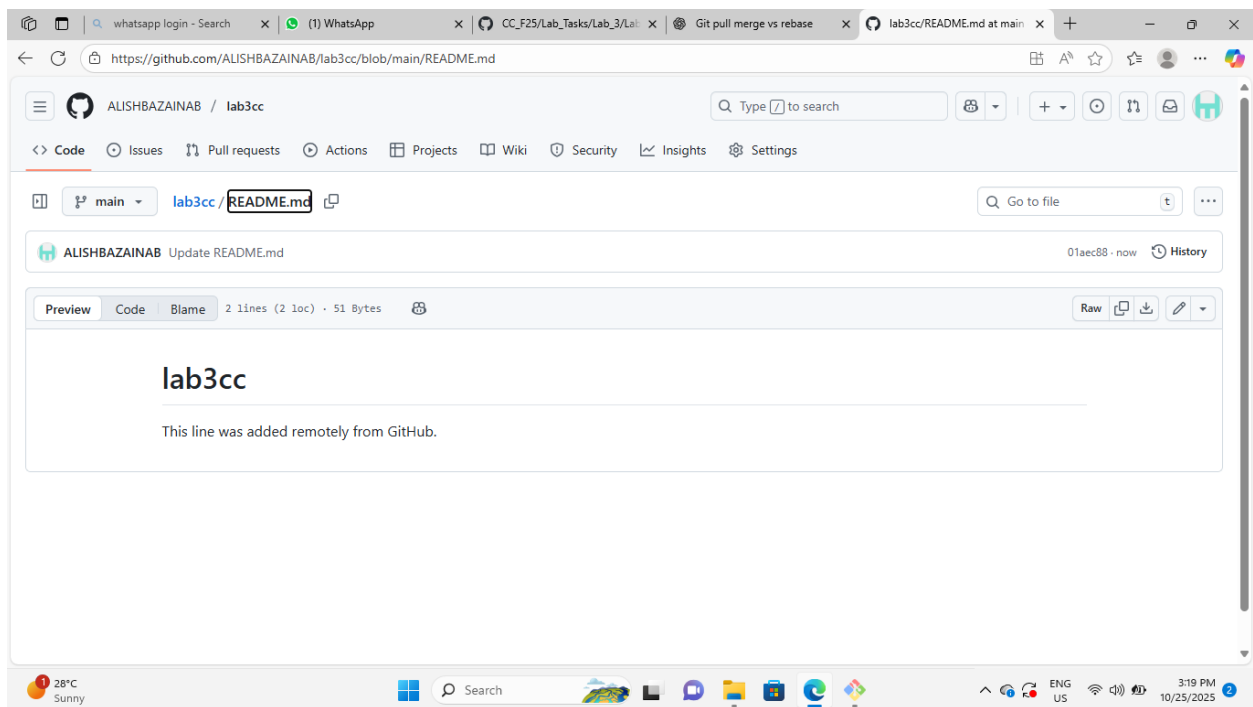 whatsapp login - Search
(1) WhatsApp
CC_F25/Lab_Tasks/Lab_3/Lab
Git pull merge vs rebase
lab3cc/README.md at main
https://github.com/ALISHBAZAINAB/lab3cc/blob/main/README.md
ALISHBAZAINAB / lab3cc
Type / to search
<> Code Issues Pull requests Actions Projects Wiki Security Insights Settings
main lab3cc / README.md Go to file t
ALISHBAZAINAB Update README.md 01aec88 · now History
Preview Code Blame 2 lines (2 loc) · 51 Bytes Raw
lab3cc
This line was added remotely from GitHub.
1 28°C
Sunny
Search
ENG
US
3:19 PM
10/25/2025
2